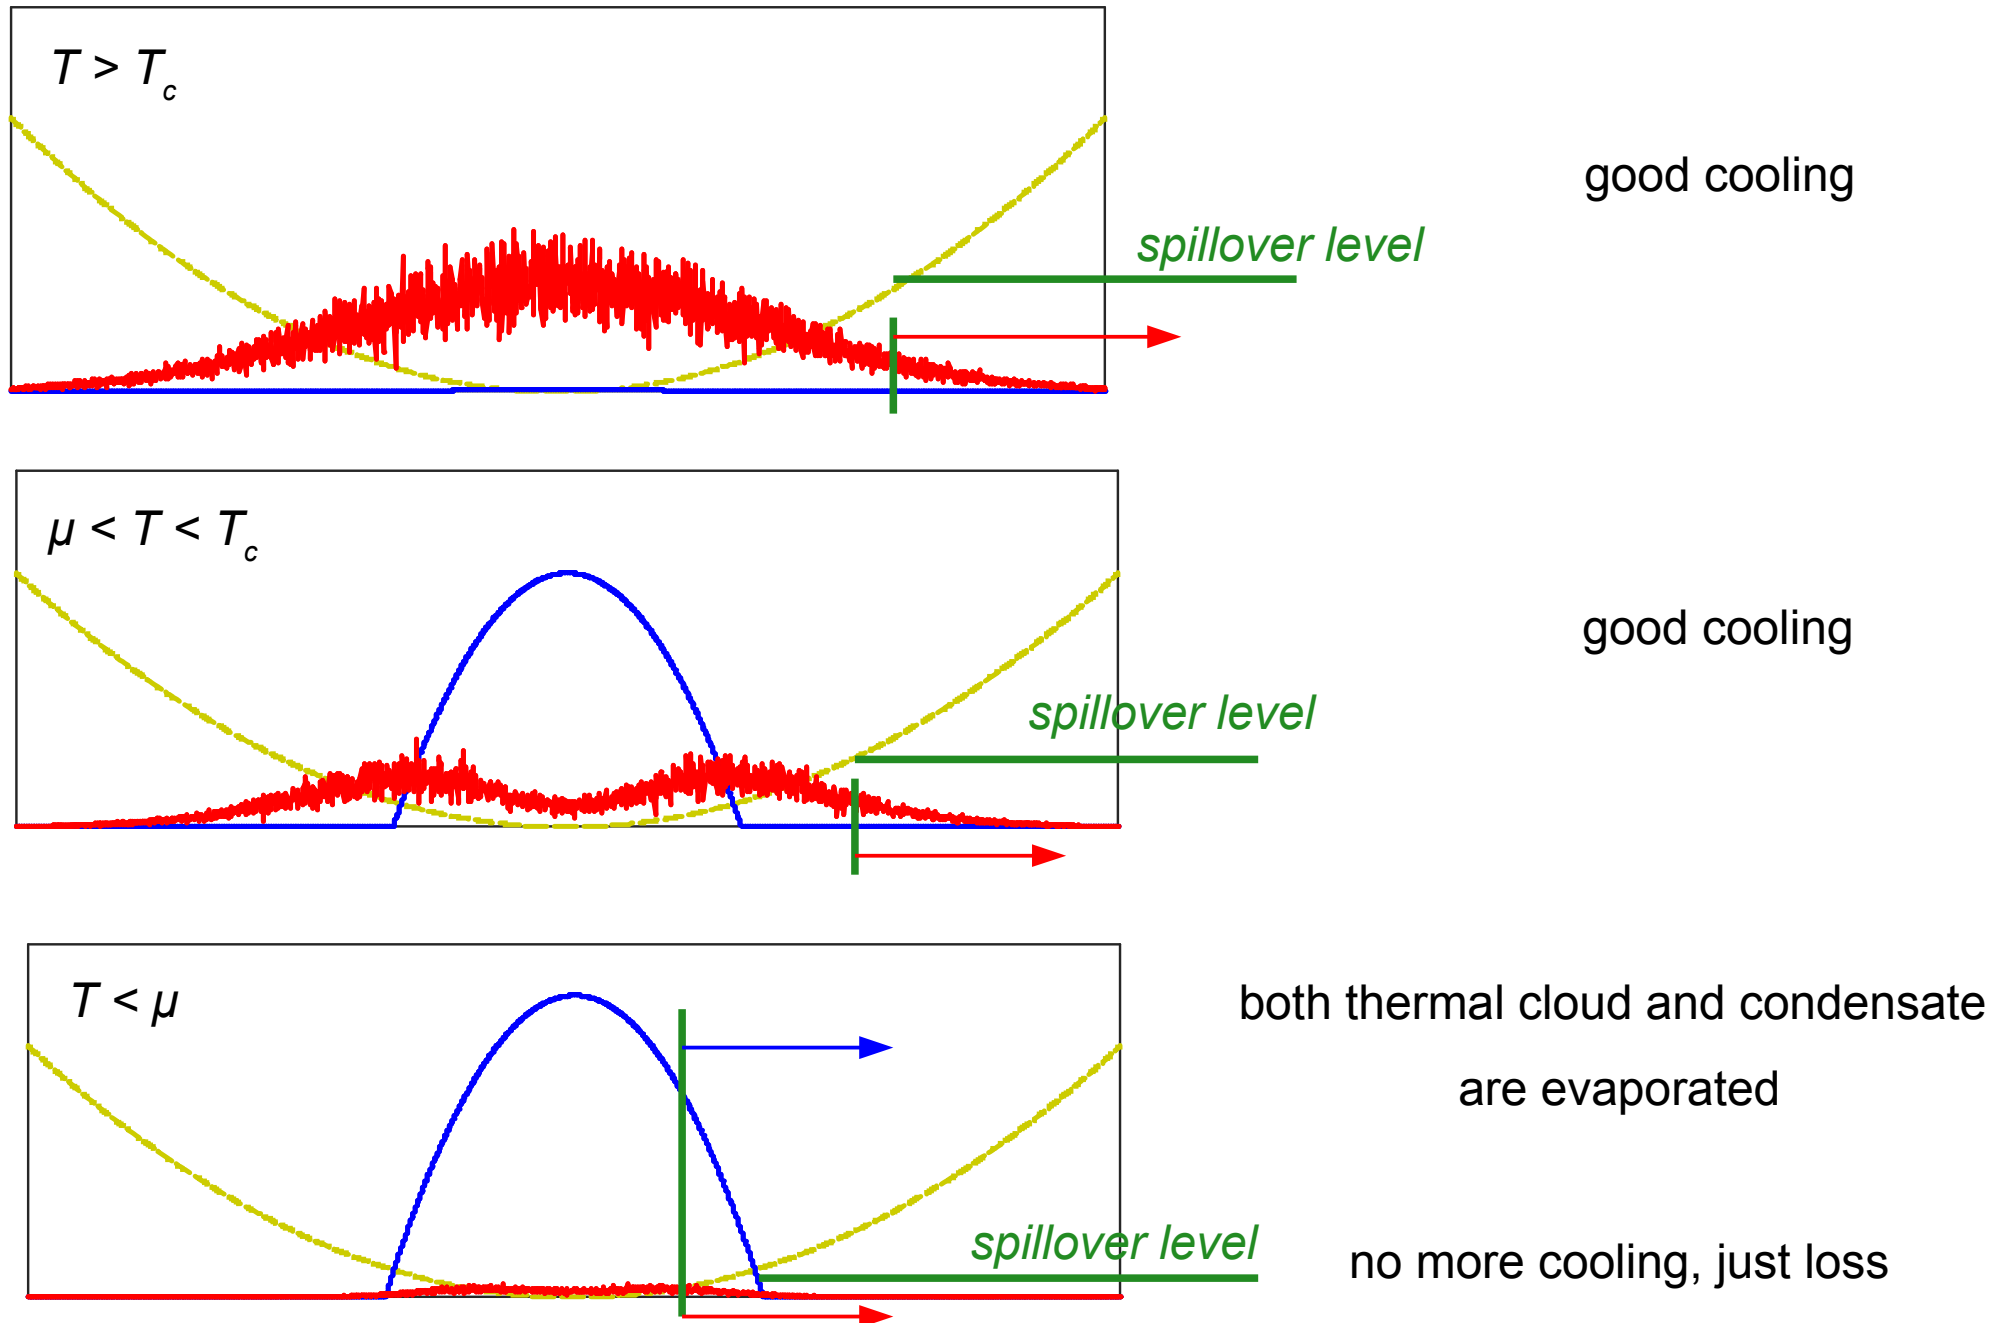 T > Tc
good cooling
spillover level
μ < T < Tc
good cooling
spillover level
T < μ
both thermal cloud and condensate
are evaporated
spillover level
no more cooling, just loss